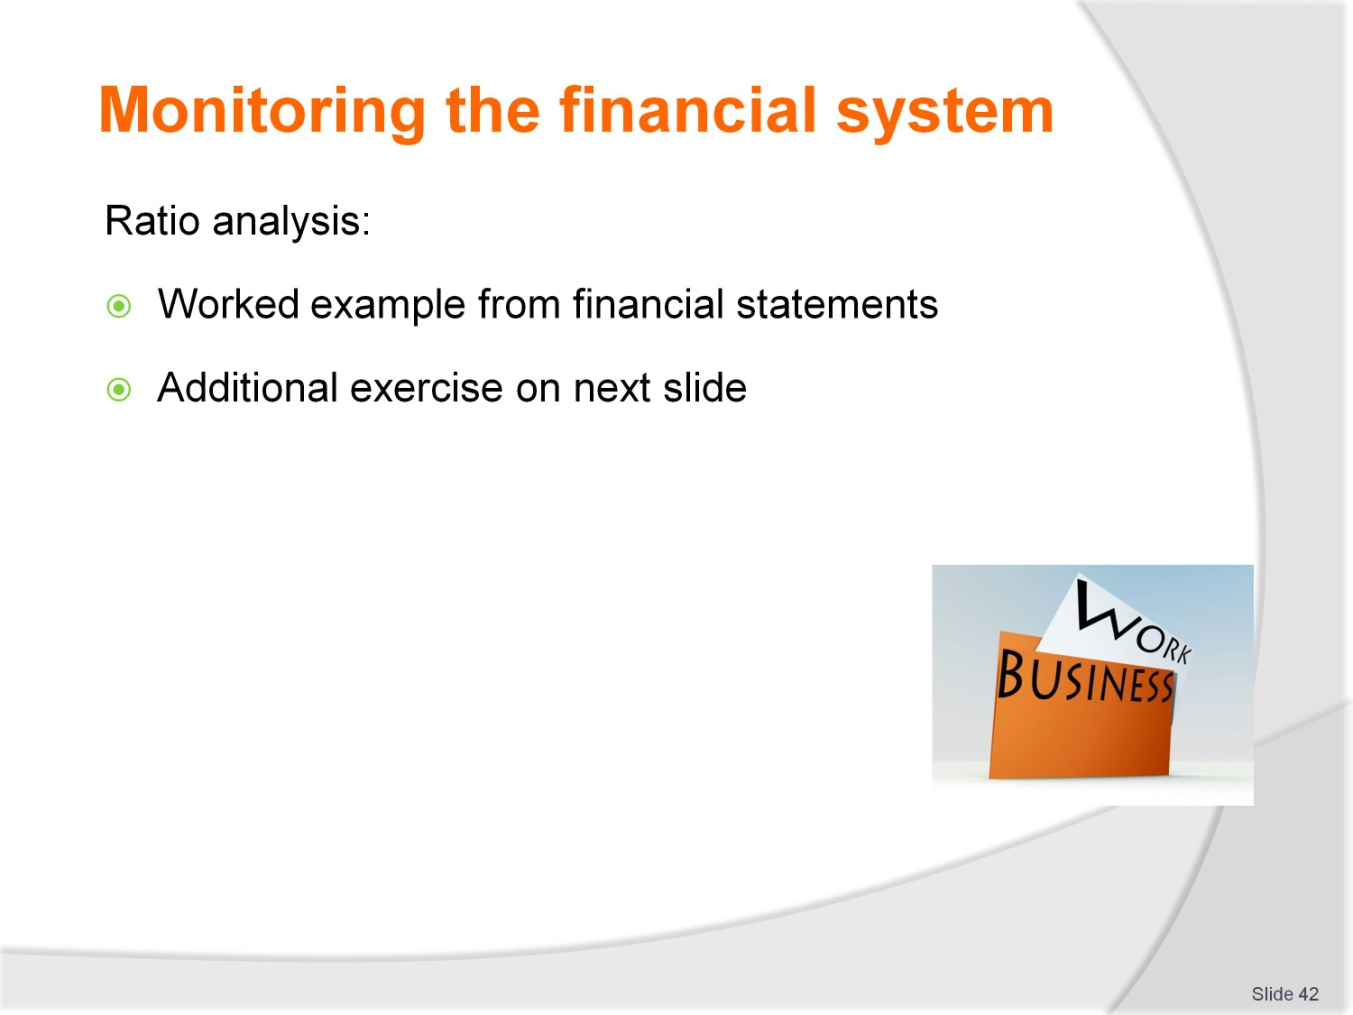 Monitoring the financial system
Ratio analysis:
Worked example from financial statements
Additional exercise on next slide
WORK
BUSINESS
Slide 42